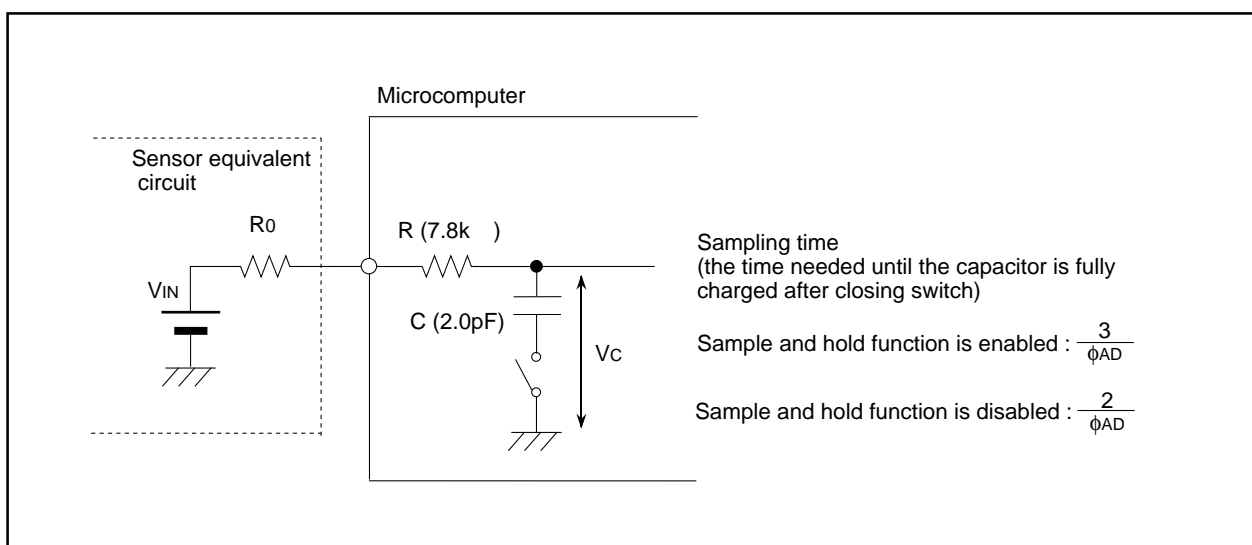 Microcomputer
Sensor equivalent
circuit
R0
R (7.8k )
VIN
C (2.0pF)
VC
Sampling time
(the time needed until the capacitor is fully
charged after closing switch)
Sample and hold function is enabled : 3/ϕAD
Sample and hold function is disabled : 2/ϕAD